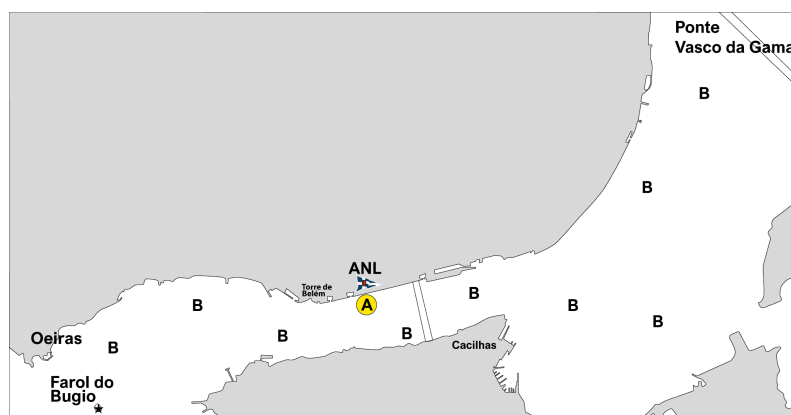 Ponte
Vasco da Gama
B
B
ANL
Torre de
Belém
A
B
B
B
B
B
B
Cacilhas
Oeiras
B
B
Farol do
Bugio